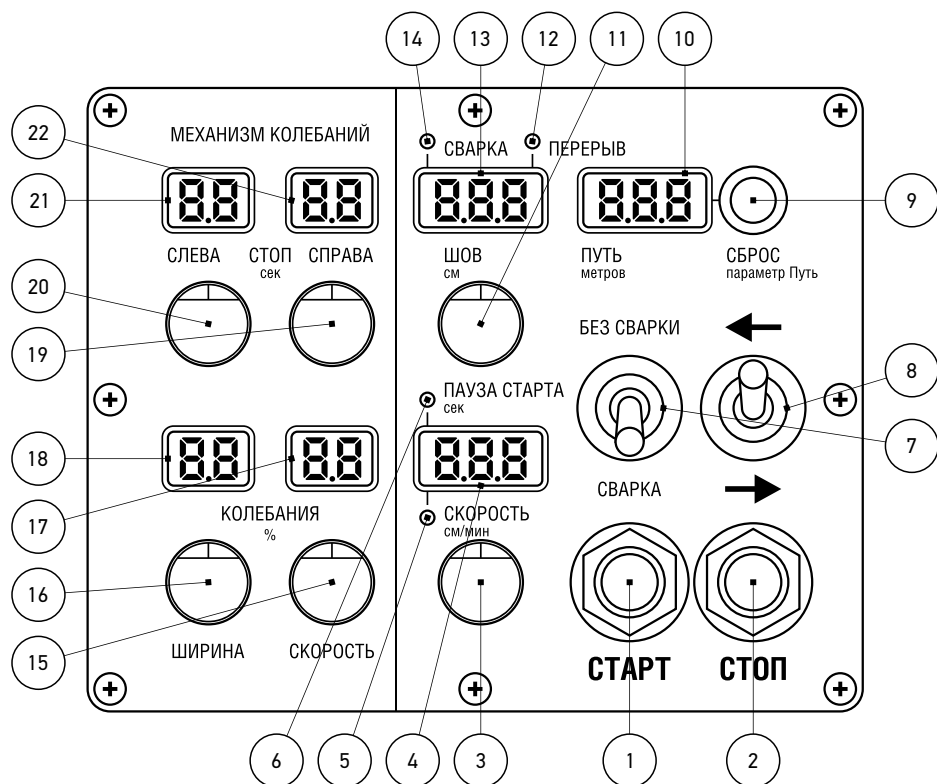 14 13 12 11 10
22
21
20
19
18
17
16
15
МЕХАНИЗМ КОЛЕБАНИЙ
8.8 8.8
СЛЕВА СТОП СПРАВА
сек
8.8 8.8
КОЛЕБАНИЯ
%
ШИРИНА СКОРОСТЬ
СВАРКА ПЕРЕРЫВ
8.8.8 8.8.8
ШОВ ПУТЬ СБРОС
см метров параметр Путь
БЕЗ СВАРКИ
ПАУЗА СТАРТА
сек
8.8.8
СКОРОСТЬ СВАРКА
см/мин
СТАРТ СТОП
9
8
7
6 5 4 3 1 2